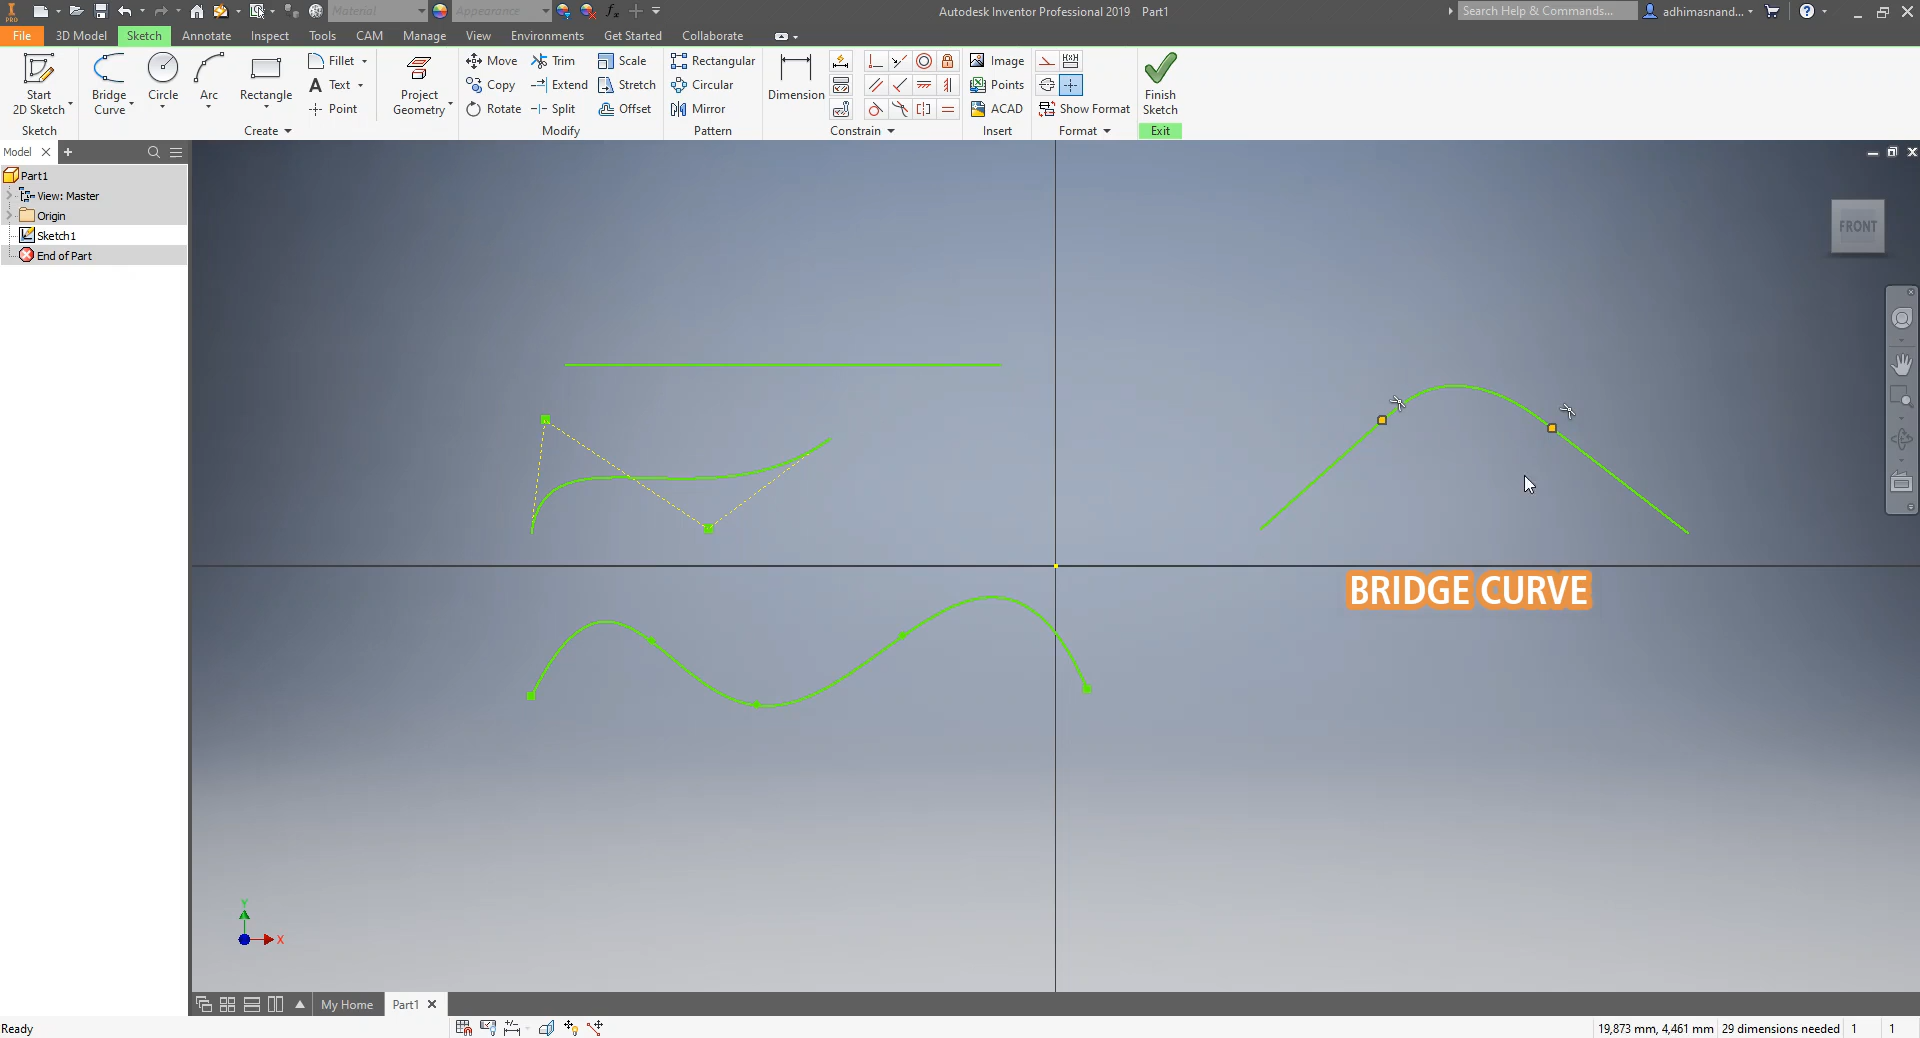 PRO
Material
Appearance
Autodesk Inventor Professional 2019 Part1
Search Help & Commands...
adhimasnand...
File 3D Model Sketch Annotate Inspect Tools CAM Manage View Environments Get Started Collaborate
Start
2D Sketch
Sketch
Bridge
Curve
Circle
Arc
Rectangle
Fillet
Text
Point
Create
Project
Geometry
Move
Copy
Rotate
Trim
Extend
Split
Scale
Stretch
Offset
Modify
Rectangular
Circular
Mirror
Pattern
Dimension
Constrain
Image
Points
ACAD
Insert
Show Format
Format
Finish
Sketch
Exit
Model
Part1
View: Master
Origin
Sketch1
End of Part
FRONT
BRIDGE CURVE
Y
X
My Home
Part1
Ready
19,873 mm, 4,461 mm 29 dimensions needed 1 1